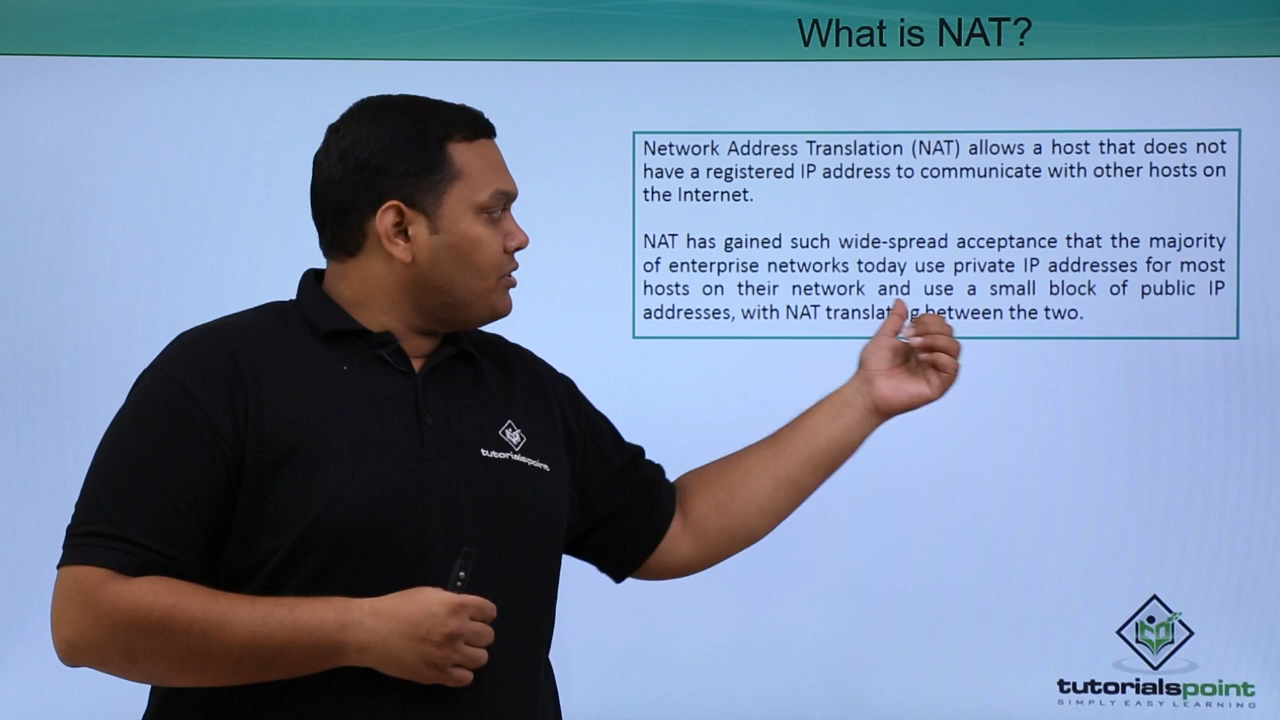 What is NAT?
Network Address Translation (NAT) allows a host that does not
have a registered IP address to communicate with other hosts on
the Internet.
NAT has gained such wide-spread acceptance that the majority
of enterprise networks today use private IP addresses for most
hosts on their network and use a small block of public IP
addresses, with NAT translating between the two.
tutorialspoint
tutorialspoint
SIMPLY EASY LEARNING